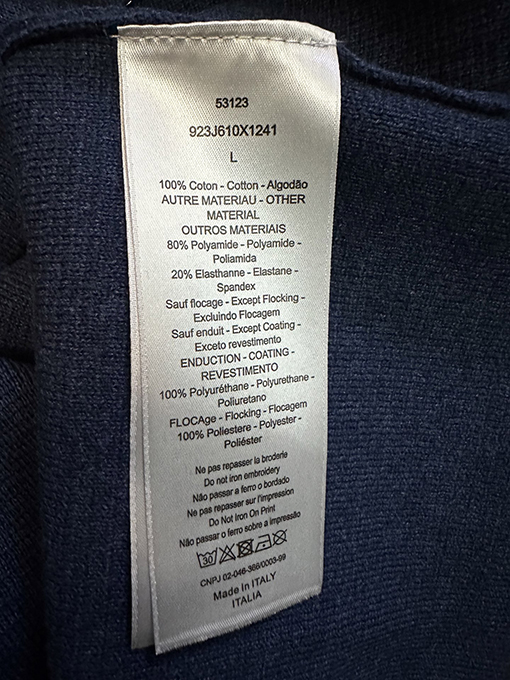 53123
923J610X1241
L
100% Coton - Cotton - Algodão
AUTRE MATERIAU - OTHER
MATERIAL
OUTROS MATERIAIS
80% Polyamide - Polyamide -
Poliamida
20% Elasthanne - Elastane -
Spandex
Sauf flocage - Except Flocking -
Excluindo Flocagem
Sauf enduit - Except Coating -
Exceto revestimento
ENDUCTION - COATING -
REVESTIMENTO
100% Polyuréthane - Polyurethane -
Poliuretano
FLOCAge - Flocking - Flocagem
100% Poliestere - Polyester -
Poliéster
Ne pas repasser la broderie
Do not iron embroidery
Não passar a ferro o bordado
Ne pas repasser sur l'impression
Do Not Iron On Print
Não passar o ferro sobre a impressão
30
CNPJ 02-046-366/0003-99
Made in ITALY
ITALIA